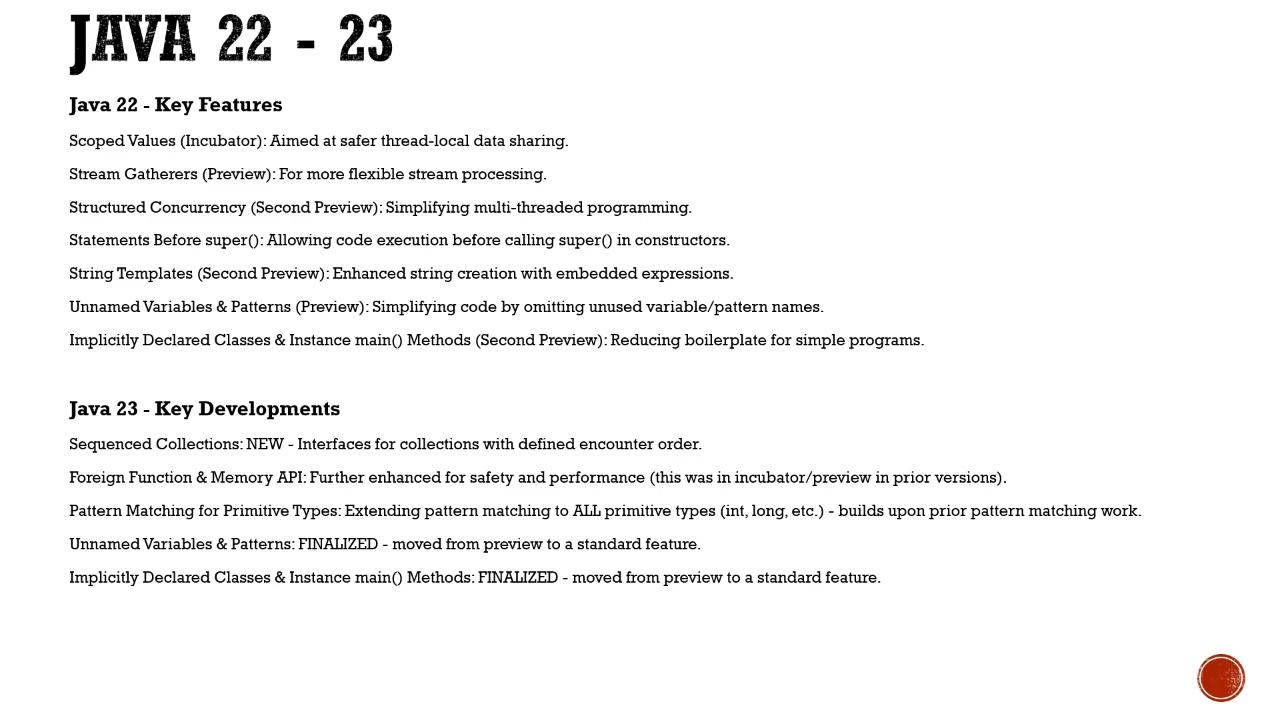 JAVA 22 - 23
Java 22 - Key Features
Scoped Values (Incubator): Aimed at safer thread-local data sharing.
Stream Gatherers (Preview): For more flexible stream processing.
Structured Concurrency (Second Preview): Simplifying multi-threaded programming.
Statements Before super(): Allowing code execution before calling super() in constructors.
String Templates (Second Preview): Enhanced string creation with embedded expressions.
Unnamed Variables & Patterns (Preview): Simplifying code by omitting unused variable/pattern names.
Implicitly Declared Classes & Instance main() Methods (Second Preview): Reducing boilerplate for simple programs.
Java 23 - Key Developments
Sequenced Collections: NEW - Interfaces for collections with defined encounter order.
Foreign Function & Memory API: Further enhanced for safety and performance (this was in incubator/preview in prior versions).
Pattern Matching for Primitive Types: Extending pattern matching to ALL primitive types (int, long, etc.) - builds upon prior pattern matching work.
Unnamed Variables & Patterns: FINALIZED - moved from preview to a standard feature.
Implicitly Declared Classes & Instance main() Methods: FINALIZED - moved from preview to a standard feature.